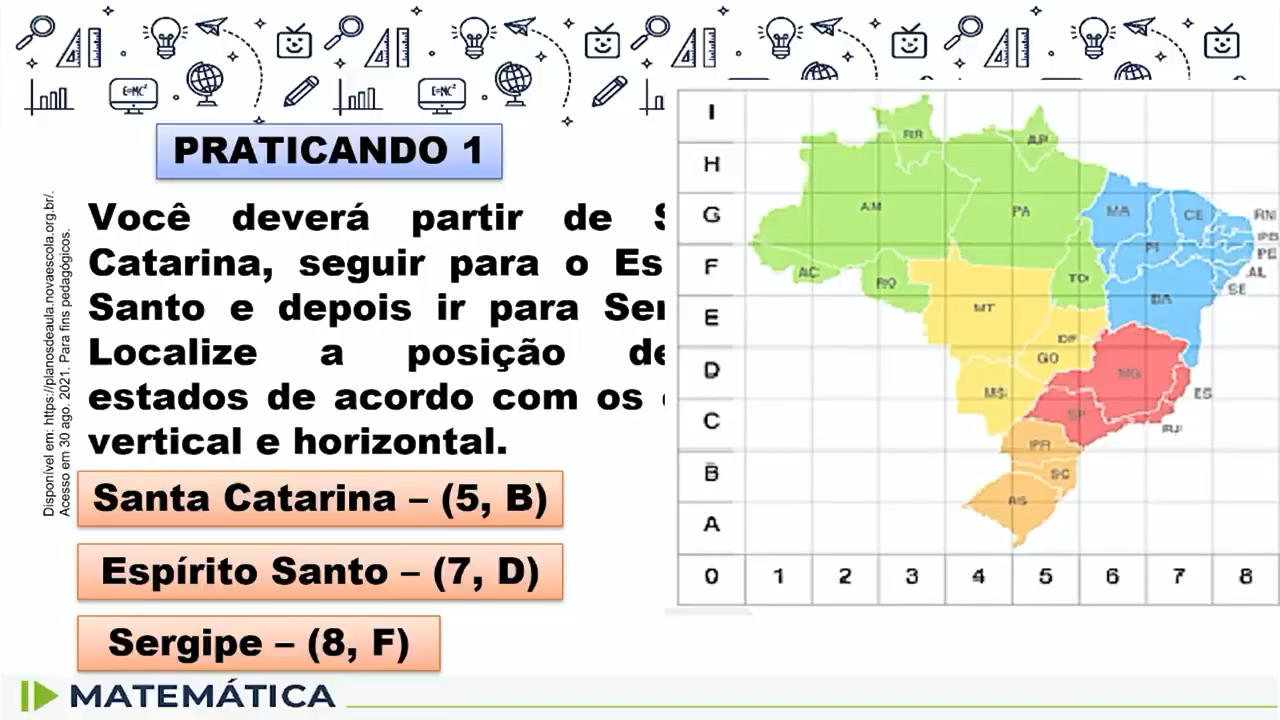 E=MC²
E=MC²
PRATICANDO 1
Você deverá partir de
Catarina, seguir para o Es
Santo e depois ir para Ser
Localize a posição de
estados de acordo com os
vertical e horizontal.
Santa Catarina – (5, B)
Espírito Santo – (7, D)
Sergipe – (8, F)
Disponível em: https://planosdeaula.novaescola.org.br/.
Acesso em 30 ago. 2021. Para fins pedagógicos.
I
H
G
F
E
D
C
B
A
0 1 2 3 4 5 6 7 8
RR AP
AM PA MA CE RN
PI PB
PE
AC RO TO AL
SE
MT BA
DF
GO
MS MG ES
SP RJ
PR
SC
RS
MATEMÁTICA